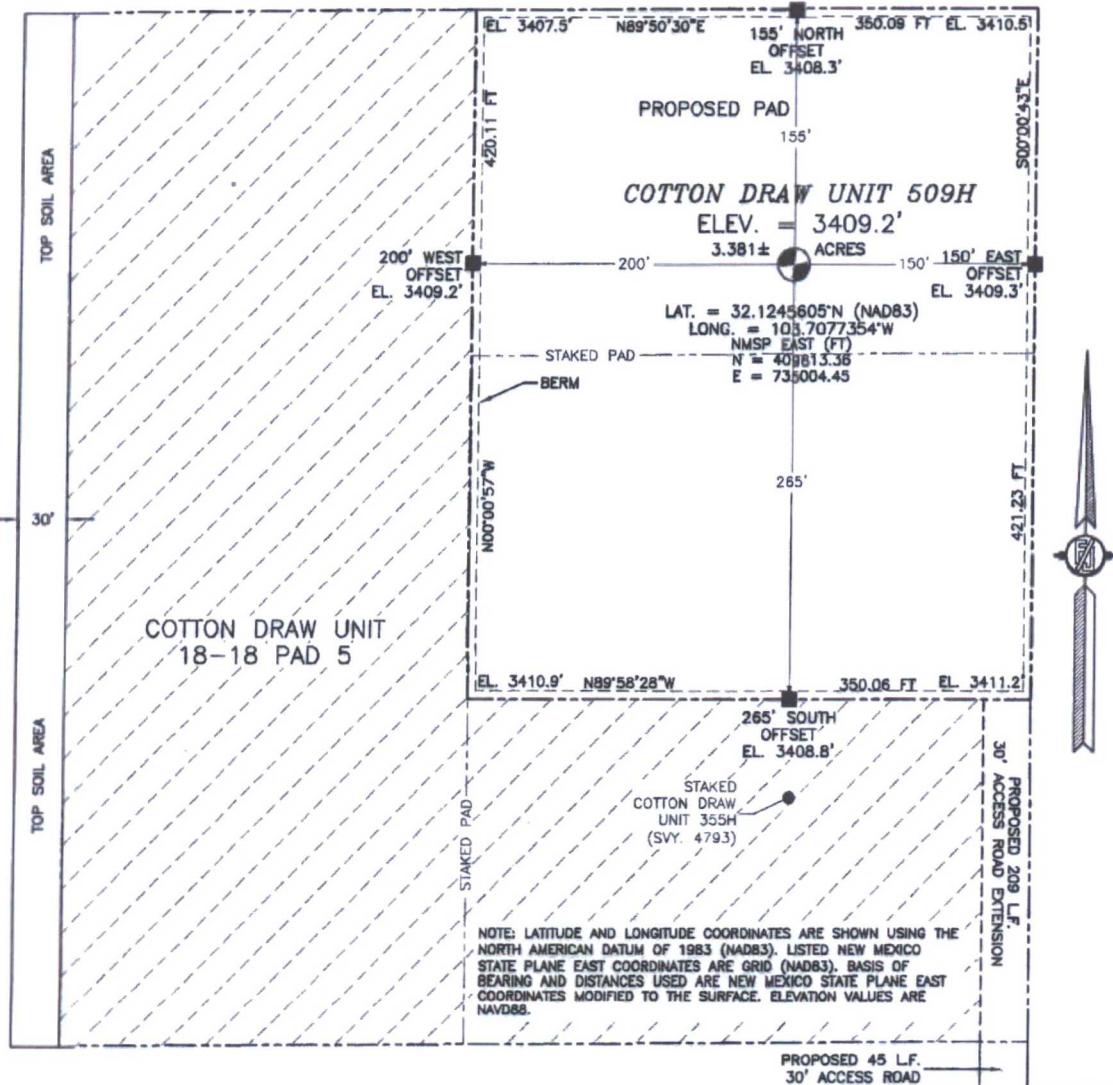 EL. 3407.5' N89°50'30"E 350.09 FT EL. 3410.5'
155' NORTH
OFFSET
EL. 3408.3'
PROPOSED PAD
155'
420.11 FT
S00°00'43"E
TOP SOIL AREA
COTTON DRAW UNIT 509H
ELEV. = 3409.2'
3.381± ACRES
200' WEST
OFFSET
EL. 3409.2'
200'
150'
150' EAST
OFFSET
EL. 3409.3'
LAT. = 32.1245605°N (NAD83)
LONG. = 103.7077354°W
NMSP EAST (FT)
N = 409813.36
E = 735004.45
STAKED PAD
BERM
N00°00'57"W
265'
421.23 FT
30'
COTTON DRAW UNIT
18-18 PAD 5
EL. 3410.9' N89°58'28"W 350.06 FT EL. 3411.2'
265' SOUTH
OFFSET
EL. 3408.8'
TOP SOIL AREA
STAKED PAD
STAKED
COTTON DRAW
UNIT 355H
(SVY. 4793)
PROPOSED 209 L.F.
30' ACCESS ROAD EXTENSION
NOTE: LATITUDE AND LONGITUDE COORDINATES ARE SHOWN USING THE
NORTH AMERICAN DATUM OF 1983 (NAD83). LISTED NEW MEXICO
STATE PLANE EAST COORDINATES ARE GRID (NAD83). BASIS OF
BEARING AND DISTANCES USED ARE NEW MEXICO STATE PLANE EAST
COORDINATES MODIFIED TO THE SURFACE. ELEVATION VALUES ARE
NAVD88.
PROPOSED 45 L.F.
30' ACCESS ROAD